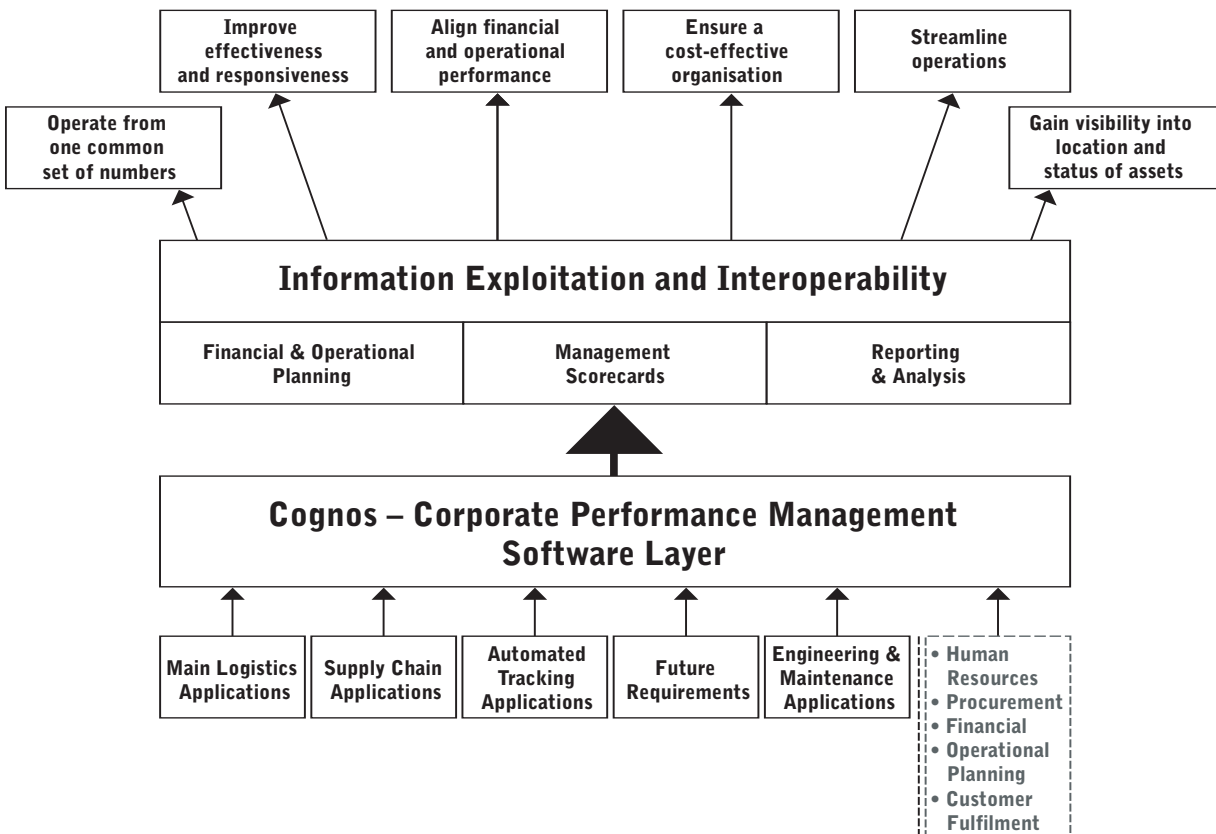 Improve
effectiveness
and responsiveness
Align financial
and operational
performance
Ensure a
cost-effective
organisation
Streamline
operations
Operate from
one common
set of numbers
Gain visibility into
location and
status of assets
Information Exploitation and Interoperability
Financial & Operational
Planning
Management
Scorecards
Reporting
& Analysis
Cognos – Corporate Performance Management
Software Layer
Main Logistics
Applications
Supply Chain
Applications
Automated
Tracking
Applications
Future
Requirements
Engineering &
Maintenance
Applications
• Human
Resources
• Procurement
• Financial
• Operational
Planning
• Customer
Fulfilment